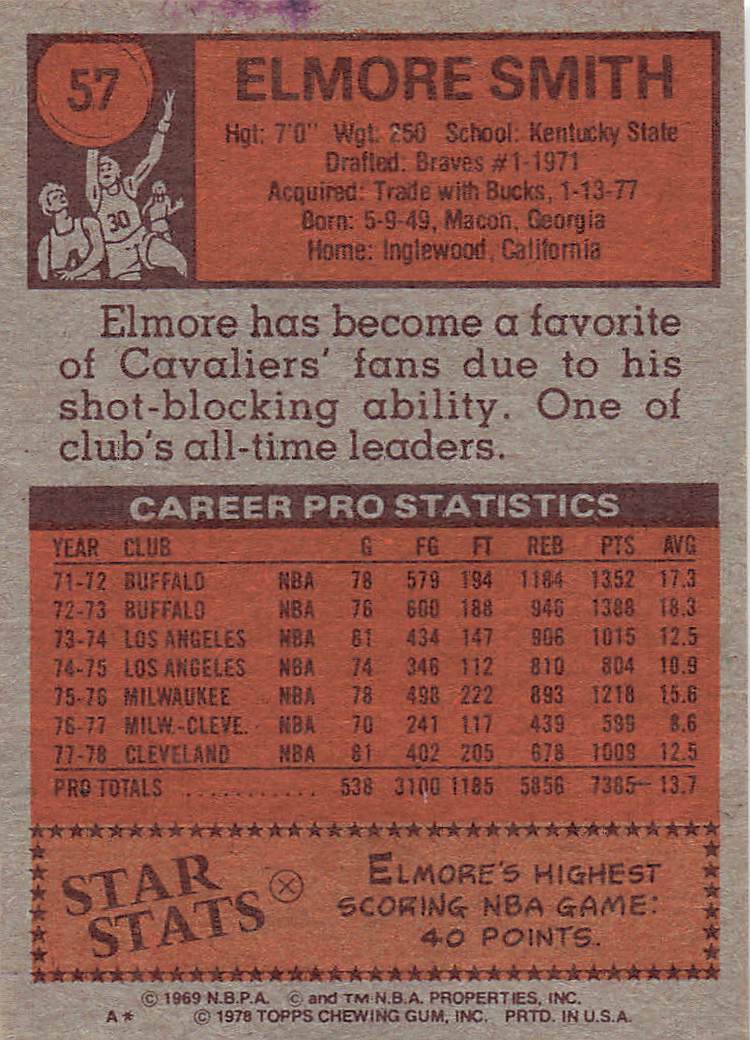 57
ELMORE SMITH
Hgt: 7'0" Wgt: 250 School: Kentucky State
Drafted: Braves #1-1971
Acquired: Trade with Bucks, 1-13-77
Born: 5-9-49, Macon, Georgia
Home: Inglewood, California
30
Elmore has become a favorite
of Cavaliers' fans due to his
shot-blocking ability. One of
club's all-time leaders.
CAREER PRO STATISTICS
YEAR CLUB G FG FT REB PTS AVG
71-72 BUFFALO NBA 78 579 194 1184 1352 17.3
72-73 BUFFALO NBA 76 600 188 946 1388 18.3
73-74 LOS ANGELES NBA 81 434 147 906 1015 12.5
74-75 LOS ANGELES NBA 74 346 112 810 804 10.9
75-76 MILWAUKEE NBA 78 498 222 893 1218 15.6
76-77 MILW.-CLEVE. NBA 70 241 117 439 599 8.6
77-78 CLEVELAND NBA 81 402 205 678 1009 12.5
PRO TOTALS ............ 538 3100 1185 5856 7385 13.7
STAR
STATS
ELMORE'S HIGHEST
SCORING NBA GAME:
40 POINTS.
© 1969 N.B.P.A. © and TM N.B.A. PROPERTIES, INC.
A* © 1978 TOPPS CHEWING GUM, INC. PRTD. IN U.S.A.